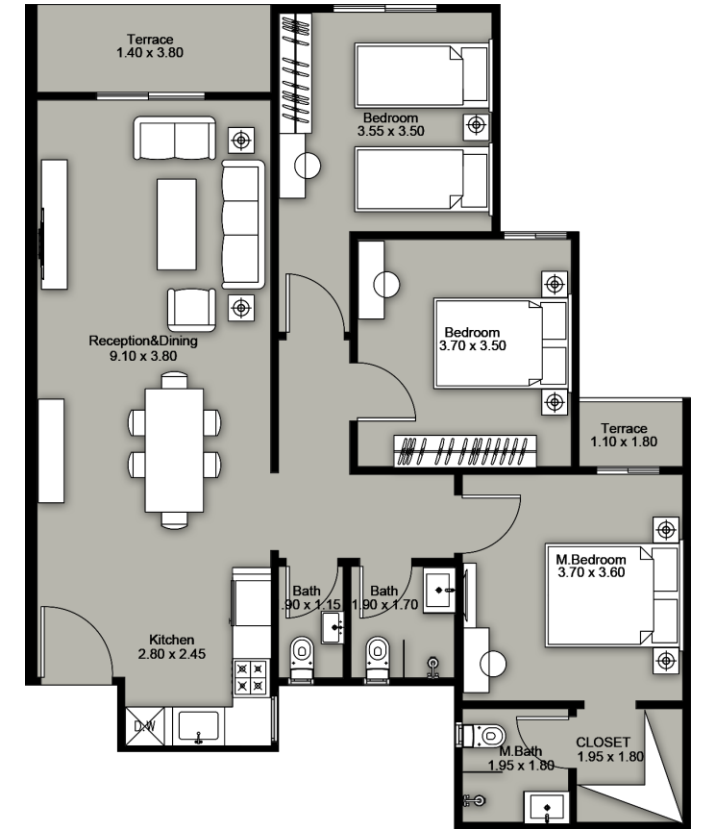 Terrace
1.40 x 3.80
Bedroom
3.55 x 3.50
Reception&Dining
9.10 x 3.80
Bedroom
3.70 x 3.50
Terrace
1.10 x 1.80
M.Bedroom
3.70 x 3.60
Bath
.90 x 1.15
Bath
1.90 x 1.70
Kitchen
2.80 x 2.45
D.W
M.Bath
1.95 x 1.80
CLOSET
1.95 x 1.80